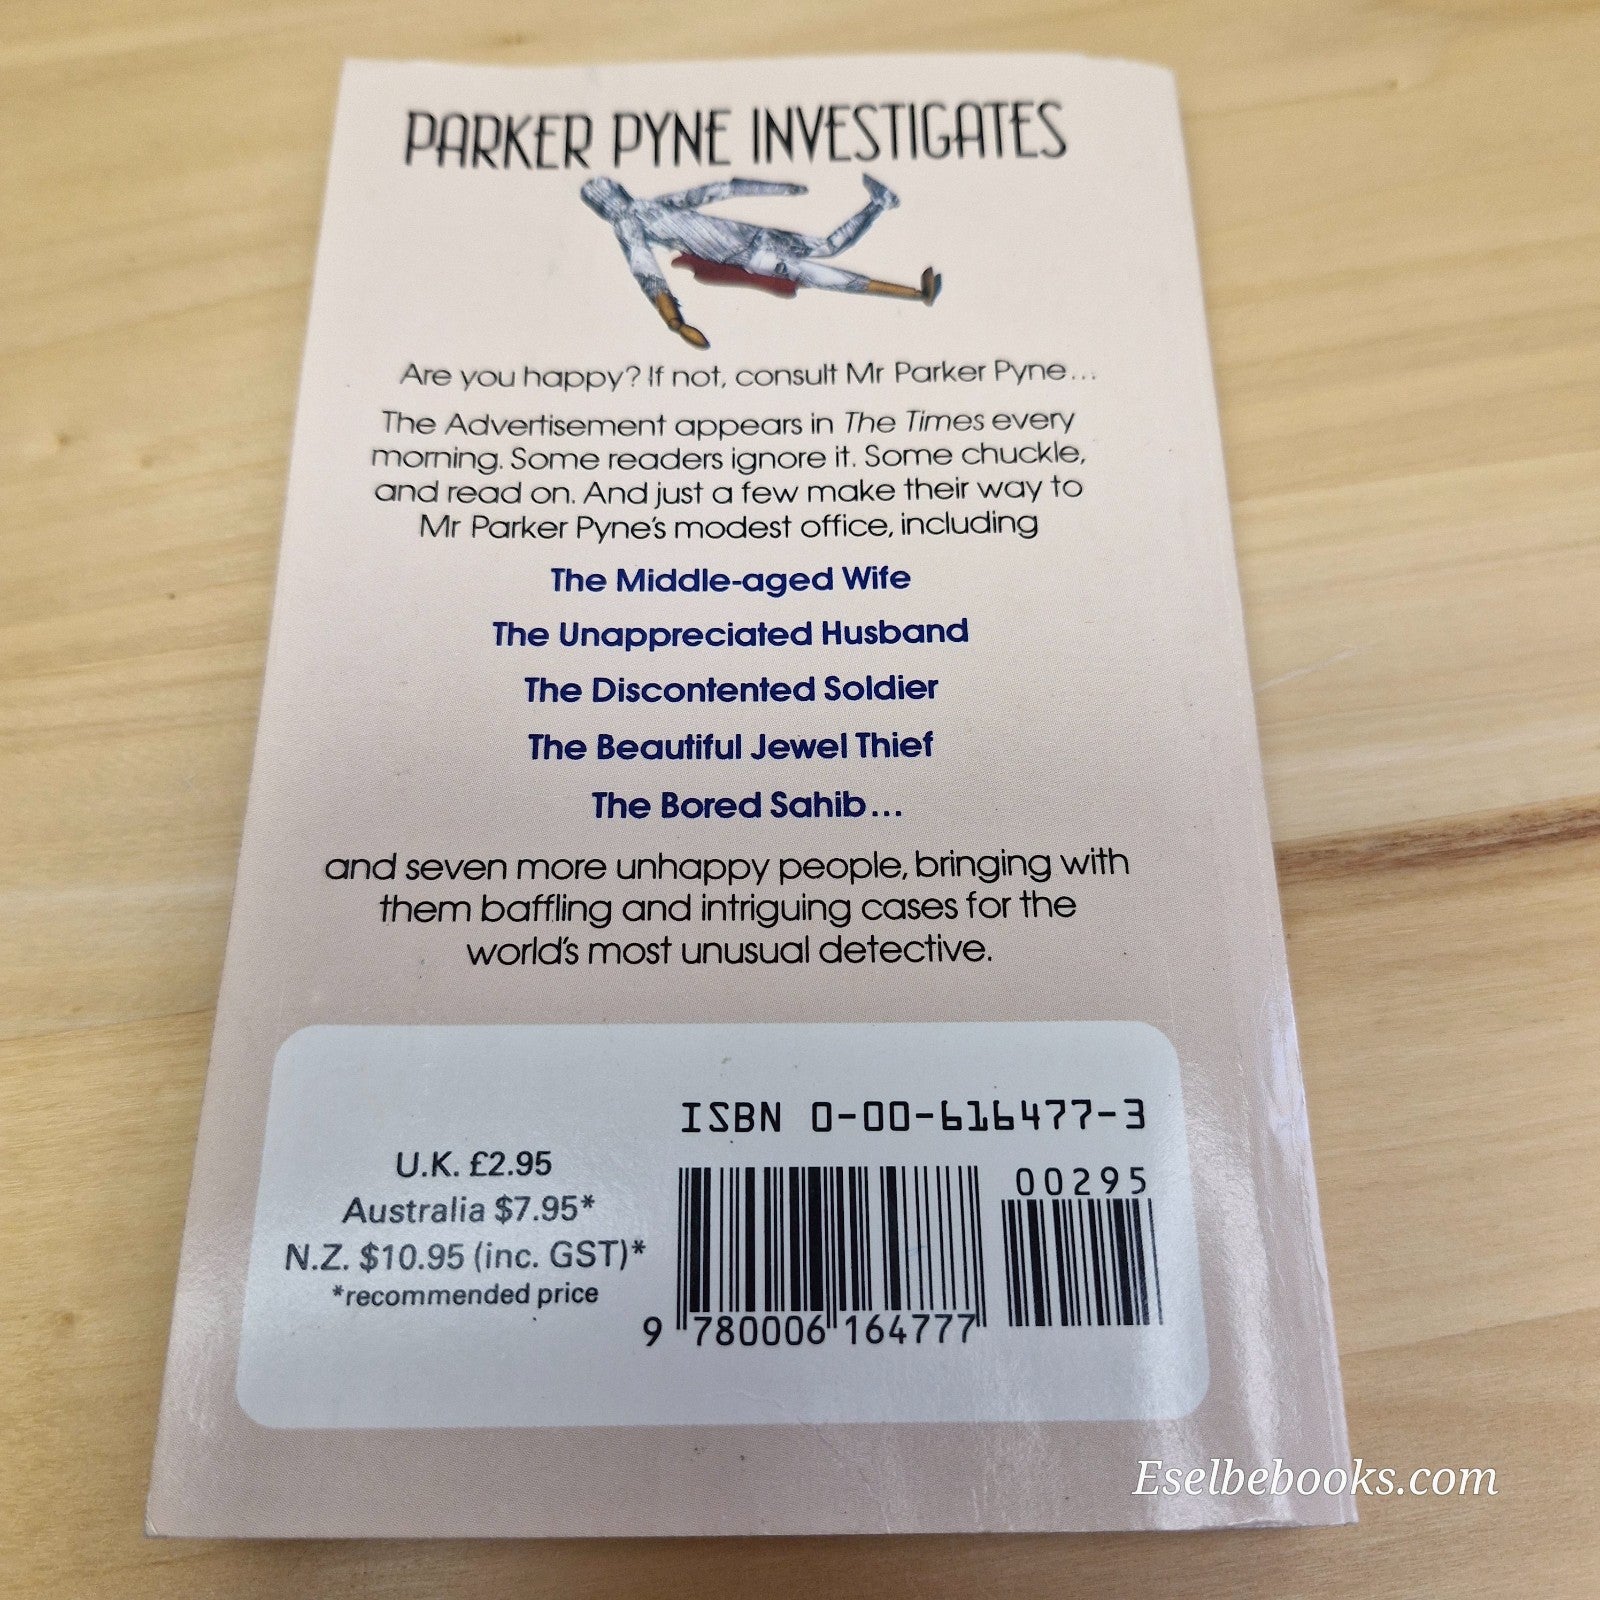 PARKER PYNE INVESTIGATES
Are you happy? If not, consult Mr Parker Pyne...
The Advertisement appears in The Times every
morning. Some readers ignore it. Some chuckle,
and read on. And just a few make their way to
Mr Parker Pyne's modest office, including
The Middle-aged Wife
The Unappreciated Husband
The Discontented Soldier
The Beautiful Jewel Thief
The Bored Sahib...
and seven more unhappy people, bringing with
them baffling and intriguing cases for the
world's most unusual detective.
ISBN 0-00-616477-3
U.K. £2.95
Australia $7.95*
N.Z. $10.95 (inc. GST)*
*recommended price
00295
9 780006 164777
Eselbebooks.com